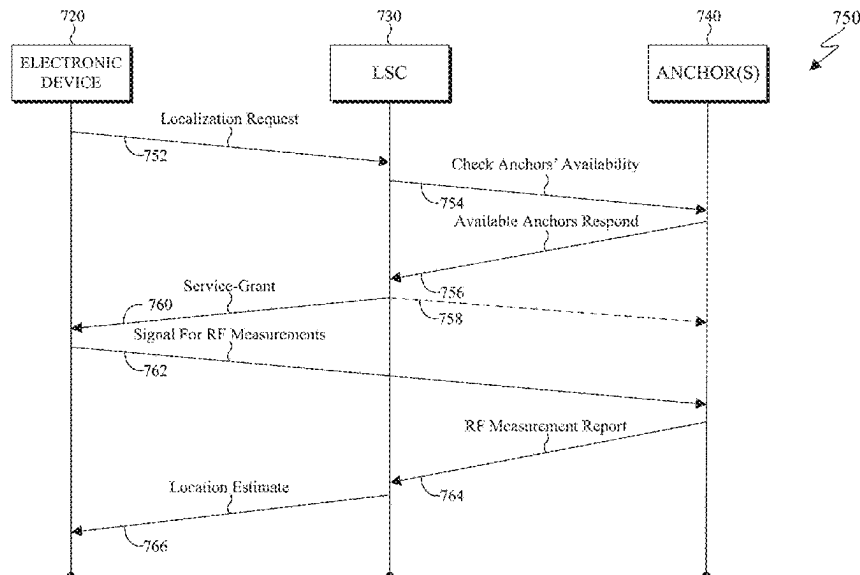 720
730
740
750
ELECTRONIC
DEVICE
LSC
ANCHOR(S)
Localization Request
752
Check Anchors' Availability
754
Available Anchors Respond
756
Service-Grant
760
758
Signal For RF Measurements
762
RF Measurement Report
764
Location Estimate
766